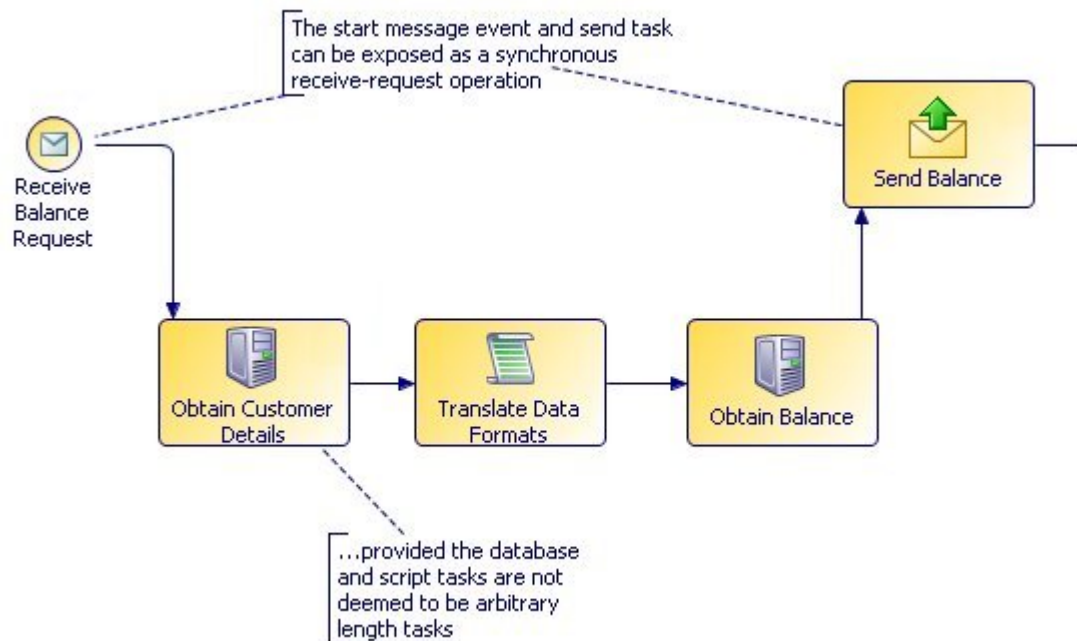 The start message event and send task
can be exposed as a synchronous
receive-request operation
Receive
Balance
Request
Send Balance
Obtain Customer
Details
Translate Data
Formats
Obtain Balance
...provided the database
and script tasks are not
deemed to be arbitrary
length tasks